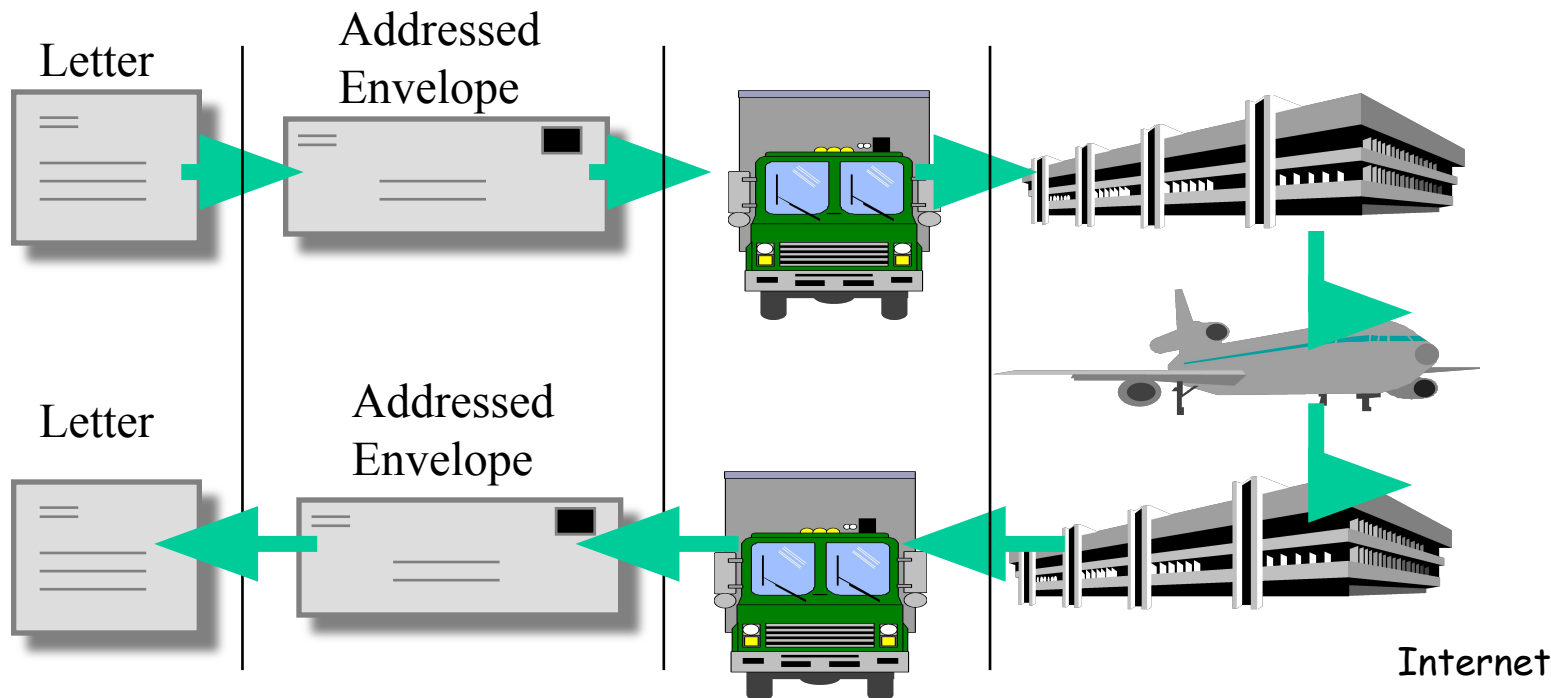 Letter
Addressed
Envelope
Letter
Addressed
Envelope
Internet